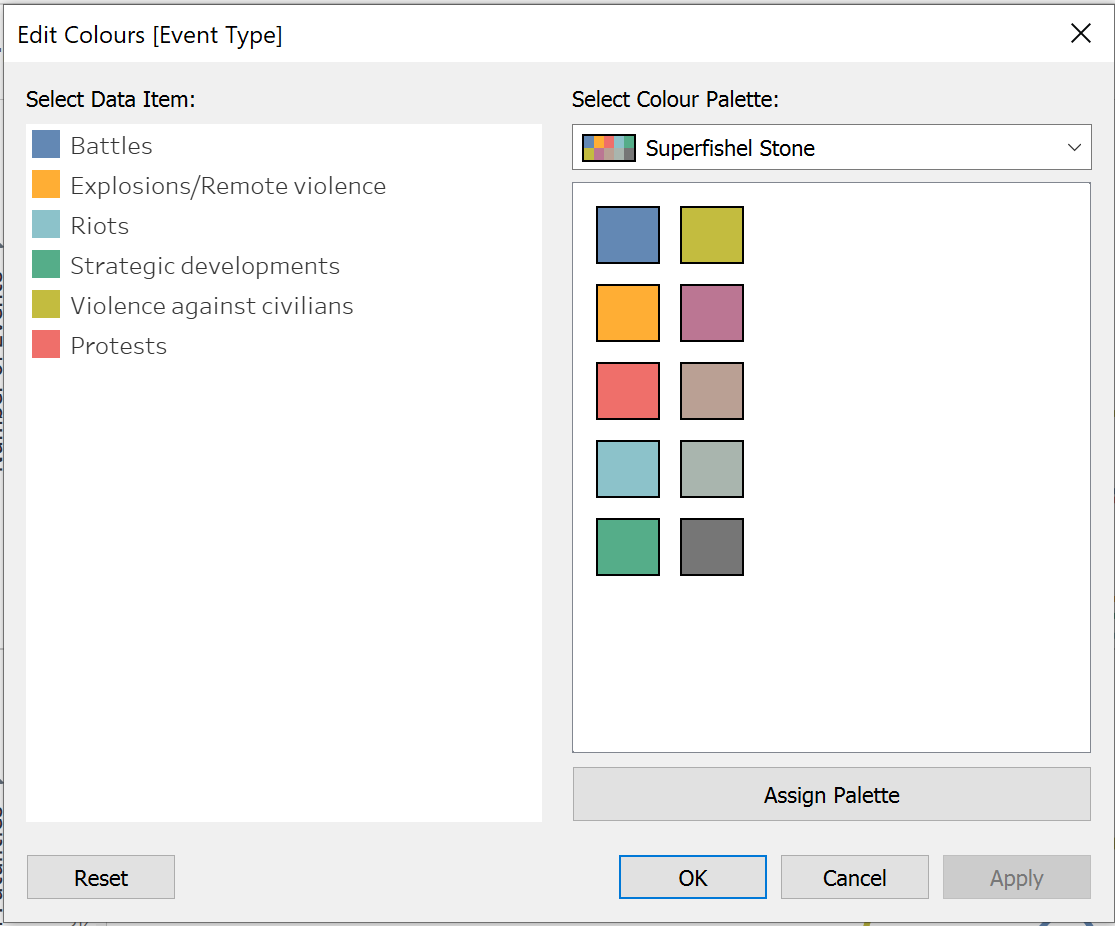 Edit Colours [Event Type]
Select Data Item:
Battles
Explosions/Remote violence
Riots
Strategic developments
Violence against civilians
Protests
Select Colour Palette:
Superfishel Stone
Assign Palette
Reset
OK
Cancel
Apply